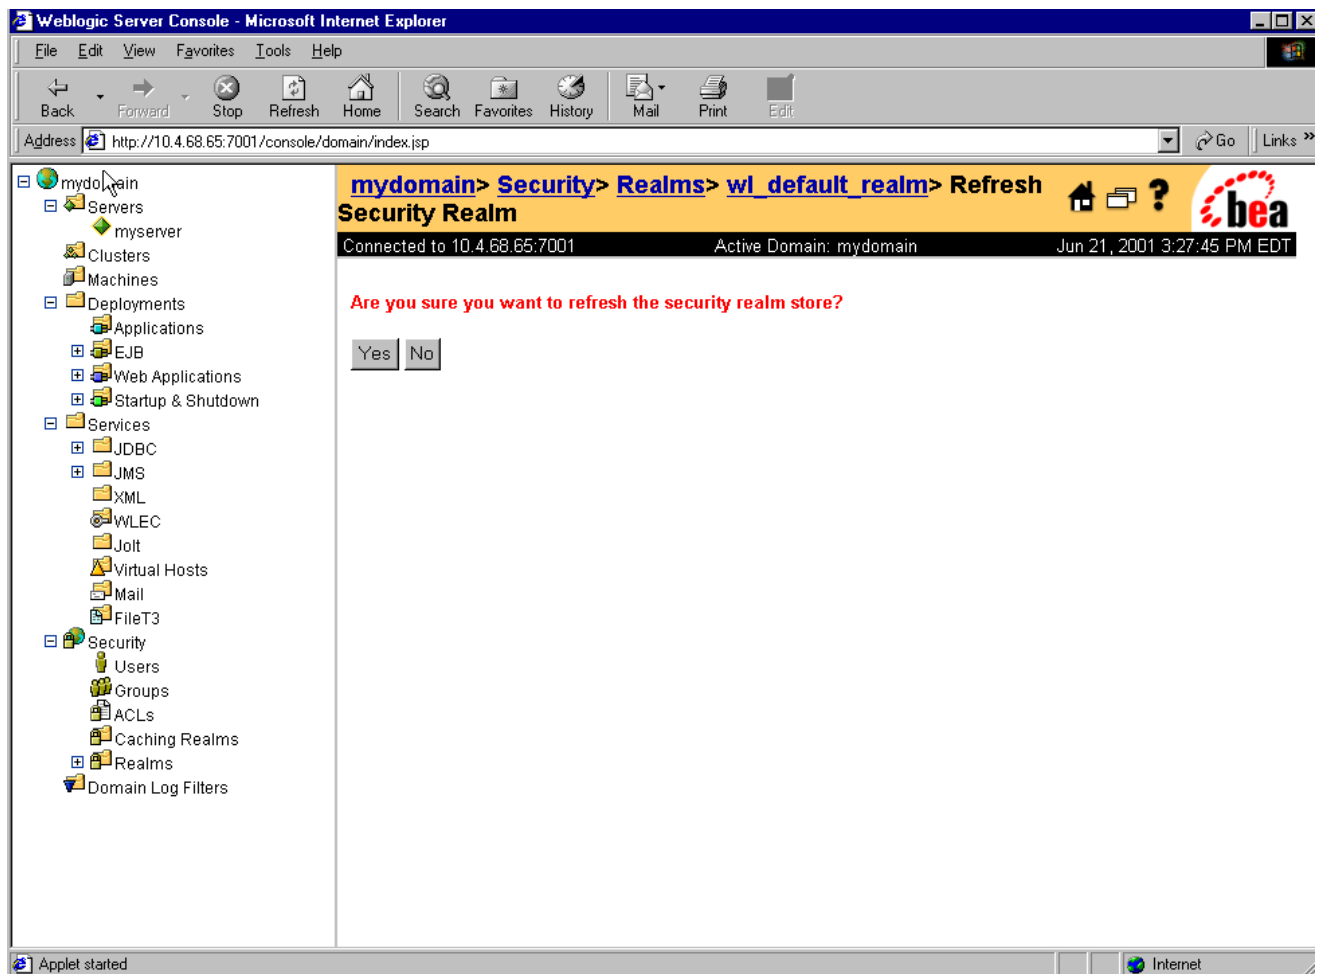 Weblogic Server Console - Microsoft Internet Explorer
File Edit View Favorites Tools Help
Back Forward Stop Refresh Home Search Favorites History Mail Print Edit
Address http://10.4.68.65:7001/console/domain/index.jsp Go Links »
mydomain
Servers
myserver
Clusters
Machines
Deployments
Applications
EJB
Web Applications
Startup & Shutdown
Services
JDBC
JMS
XML
WLEC
Jolt
Virtual Hosts
Mail
FileT3
Security
Users
Groups
ACLs
Caching Realms
Realms
Domain Log Filters
mydomain> Security> Realms> wl_default_realm> Refresh
Security Realm
? bea
Connected to 10.4.68.65:7001 Active Domain: mydomain Jun 21, 2001 3:27:45 PM EDT
Are you sure you want to refresh the security realm store?
Yes No
Applet started Internet